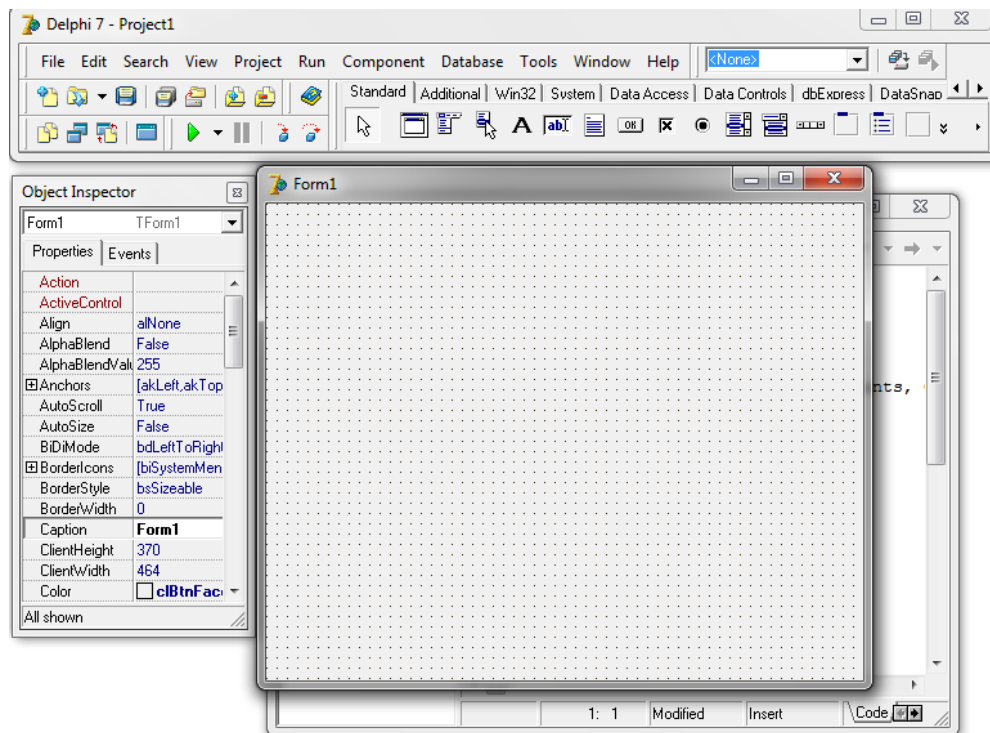 Delphi 7 - Project1
File Edit Search View Project Run Component Database Tools Window Help <None>
Standard Additional Win32 System Data Access Data Controls dbExpress DataSnap
A ab OK
Object Inspector
Form1 TForm1
Properties Events
Action
ActiveControl
Align alNone
AlphaBlend False
AlphaBlendValu 255
Anchors [akLeft,akTop
AutoScroll True
AutoSize False
BiDiMode bdLeftToRight
BorderIcons [biSystemMen
BorderStyle bsSizeable
BorderWidth 0
Caption Form1
ClientHeight 370
ClientWidth 464
Color clBtnFac
All shown
Form1
nts,
1: 1 Modified Insert Code